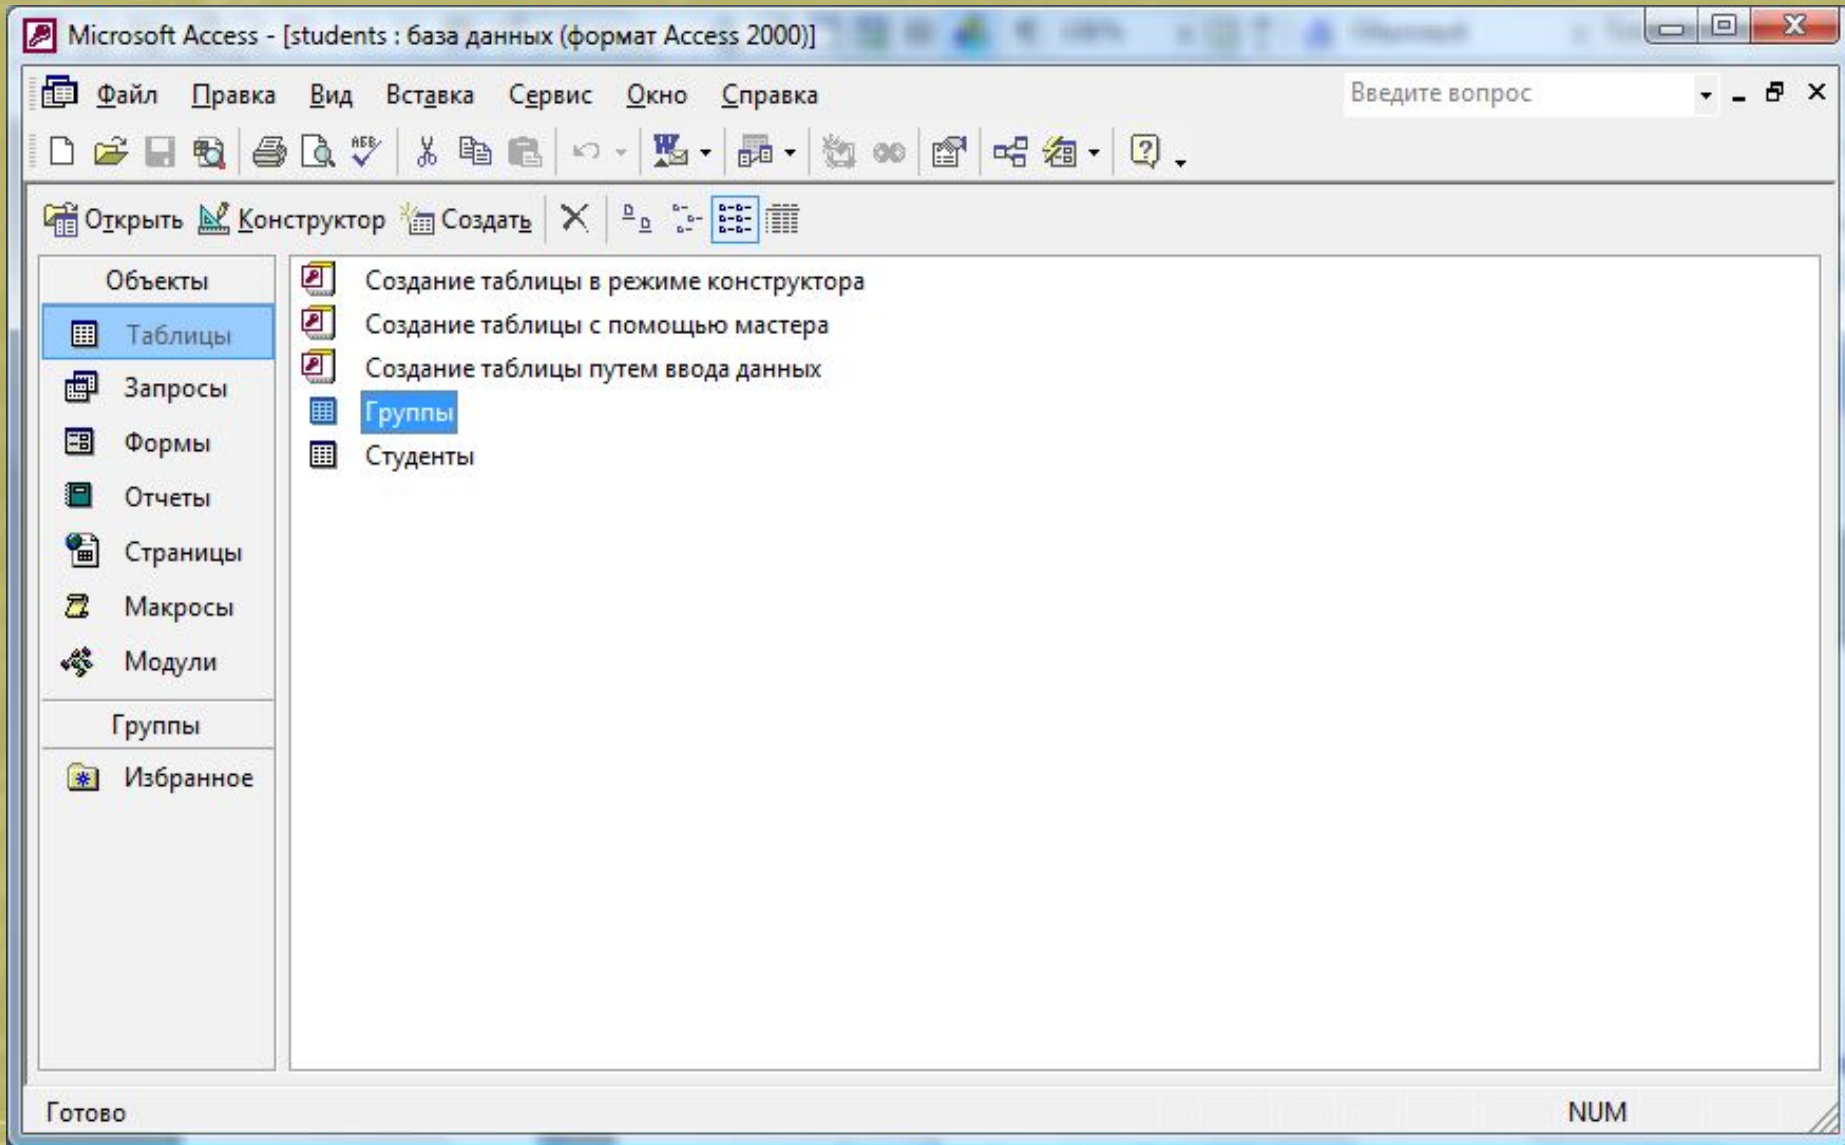 Microsoft Access - [students : база данных (формат Access 2000)]
Файл Правка Вид Вставка Сервис Окно Справка Введите вопрос
Открыть Конструктор Создать
Объекты
Таблицы
Запросы
Формы
Отчеты
Страницы
Макросы
Модули
Группы
Избранное
Создание таблицы в режиме конструктора
Создание таблицы с помощью мастера
Создание таблицы путем ввода данных
Группы
Студенты
Готово NUM